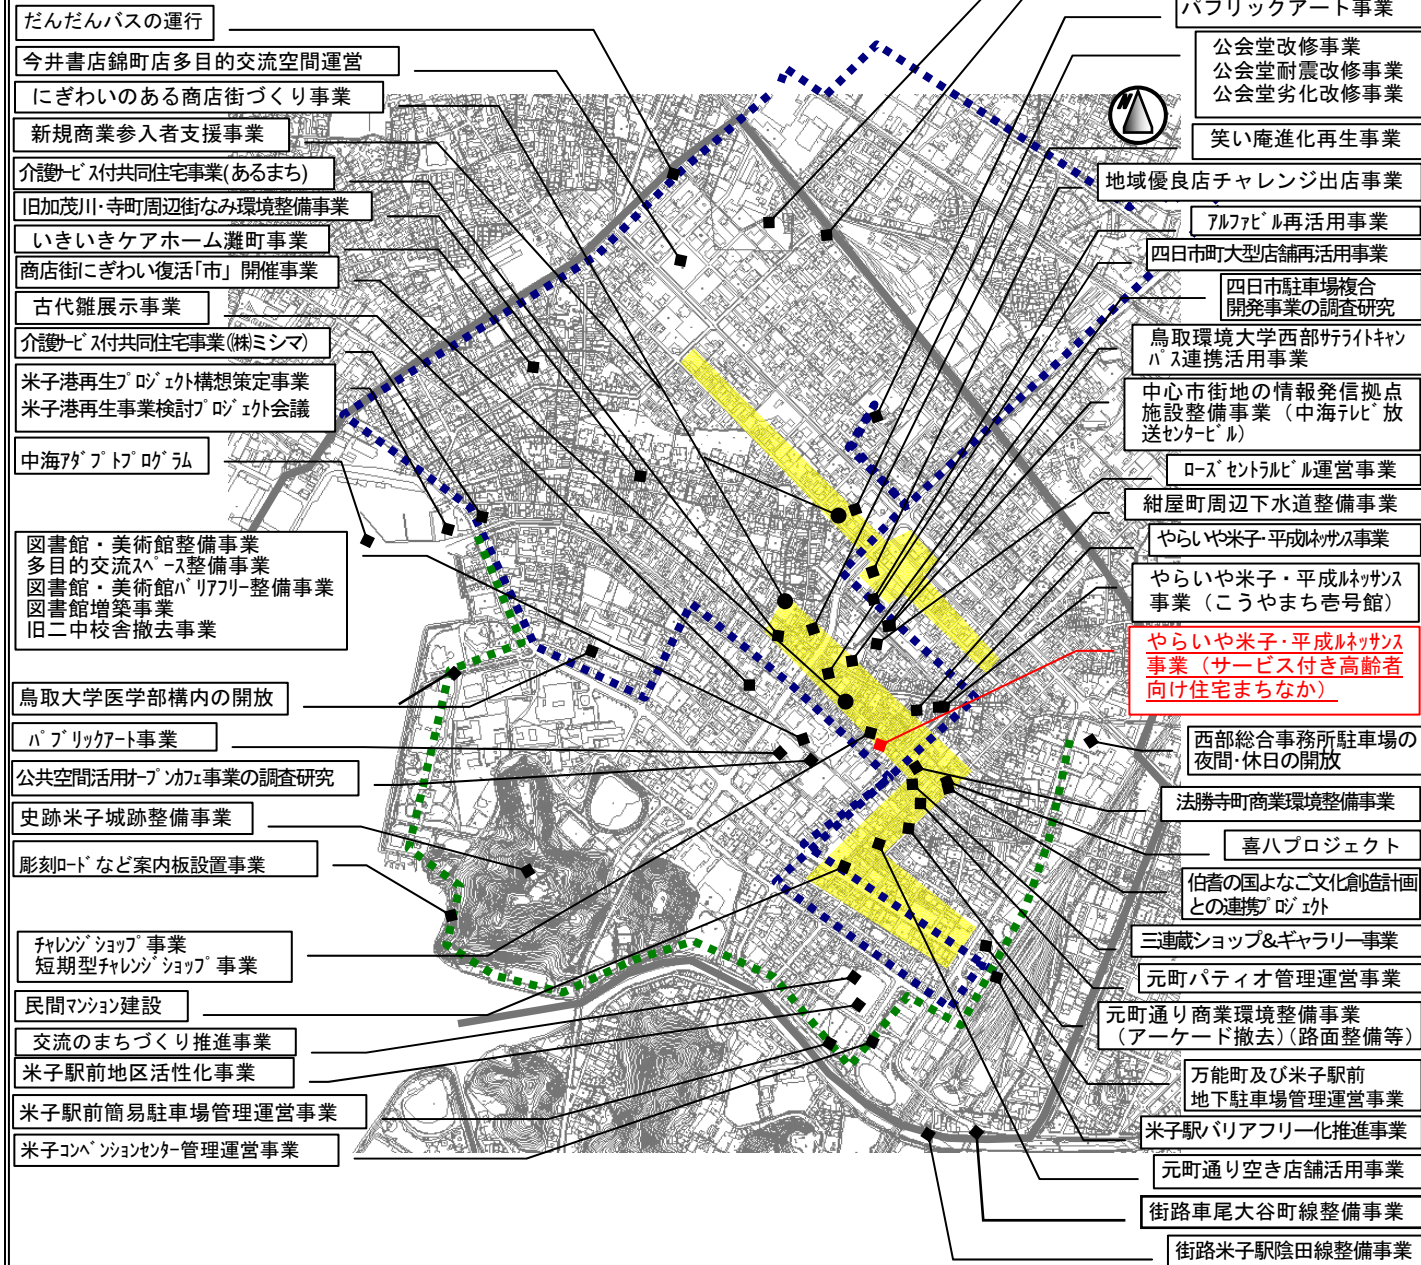 だんだんバスの運行
今井書店錦町店多目的交流空間運営
にぎわいのある商店街づくり事業
新規商業参入者支援事業
介護ｻｰﾋﾞｽ付共同住宅事業(あるまち)
旧加茂川･寺町周辺街なみ環境整備事業
いきいきケアホーム灘町事業
商店街にぎわい復活｢市｣開催事業
古代雛展示事業
介護ｻｰﾋﾞｽ付共同住宅事業(㈱ミシマ)
米子港再生ﾌﾟﾛｼﾞｪｸﾄ構想策定事業
米子港再生事業検討ﾌﾟﾛｼﾞｪｸﾄ会議
中海ｱﾀﾞﾌﾟﾄﾌﾟﾛｸﾞﾗﾑ
図書館・美術館整備事業
多目的交流ｽﾍﾟｰｽ整備事業
図書館・美術館ﾊﾞﾘｱﾌﾘｰ整備事業
図書館増築事業
旧二中校舎撤去事業
鳥取大学医学部構内の開放
ﾊﾟﾌﾞﾘｯｸアート事業
公共空間活用ｵｰﾌﾟﾝｶﾌｪ事業の調査研究
史跡米子城跡整備事業
彫刻ﾛｰﾄﾞなど案内板設置事業
ﾁｬﾚﾝｼﾞｼｮｯﾌﾟ事業
短期型ﾁｬﾚﾝｼﾞｼｮｯﾌﾟ事業
民間ﾏﾝｼｮﾝ建設
交流のまちづくり推進事業
米子駅前地区活性化事業
米子駅前簡易駐車場管理運営事業
米子ｺﾝﾍﾞﾝｼｮﾝｾﾝﾀｰ管理運営事業
パブリックアート事業
公会堂改修事業
公会堂耐震改修事業
公会堂劣化改修事業
N
笑い庵進化再生事業
地域優良店チャレンジ出店事業
ｱﾙﾌｧﾋﾞﾙ再活用事業
四日市町大型店舗再活用事業
四日市駐車場複合
開発事業の調査研究
鳥取環境大学西部ｻﾃﾗｲﾄｷｬﾝ
ﾊﾟｽ連携活用事業
中心市街地の情報発信拠点
施設整備事業（中海ﾃﾚﾋﾞ放
送ｾﾝﾀｰﾋﾞﾙ）
ﾛｰｽﾞｾﾝﾄﾗﾙﾋﾞﾙ運営事業
紺屋町周辺下水道整備事業
やらいや米子･平成ﾙﾈｯｻﾝｽ事業
やらいや米子・平成ﾙﾈｯｻﾝｽ
事業（こうやまち壱号館）
やらいや米子・平成ﾙﾈｯｻﾝｽ
事業（サービス付き高齢者
向け住宅まちなか）
西部総合事務所駐車場の
夜間･休日の開放
法勝寺町商業環境整備事業
喜八プロジェクト
伯耆の国よなご文化創造計画
との連携ﾌﾟﾛｼﾞｪｸﾄ
三連蔵ショップ&ギャラリー事業
元町パティオ管理運営事業
元町通り商業環境整備事業
（アーケード撤去）（路面整備等）
万能町及び米子駅前
地下駐車場管理運営事業
米子駅バリアフリー化推進事業
元町通り空き店舗活用事業
街路車尾大谷町線整備事業
街路米子駅陰田線整備事業